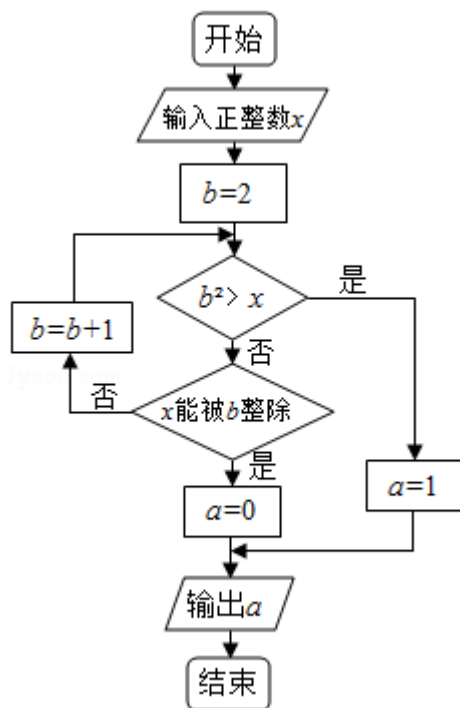 开始
输入正整数x
b=2
b²> x
是
b=b+1
否
否
x能被b整除
是
a=1
a=0
输出a
结束